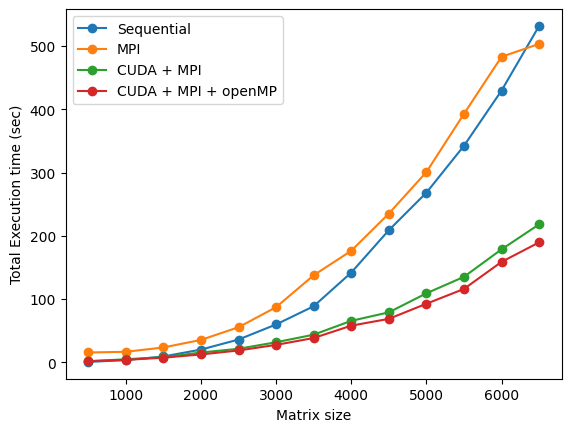 Sequential
MPI
CUDA + MPI
CUDA + MPI + openMP
Total Execution time (sec)
500
400
300
200
100
0
1000 2000 3000 4000 5000 6000
Matrix size